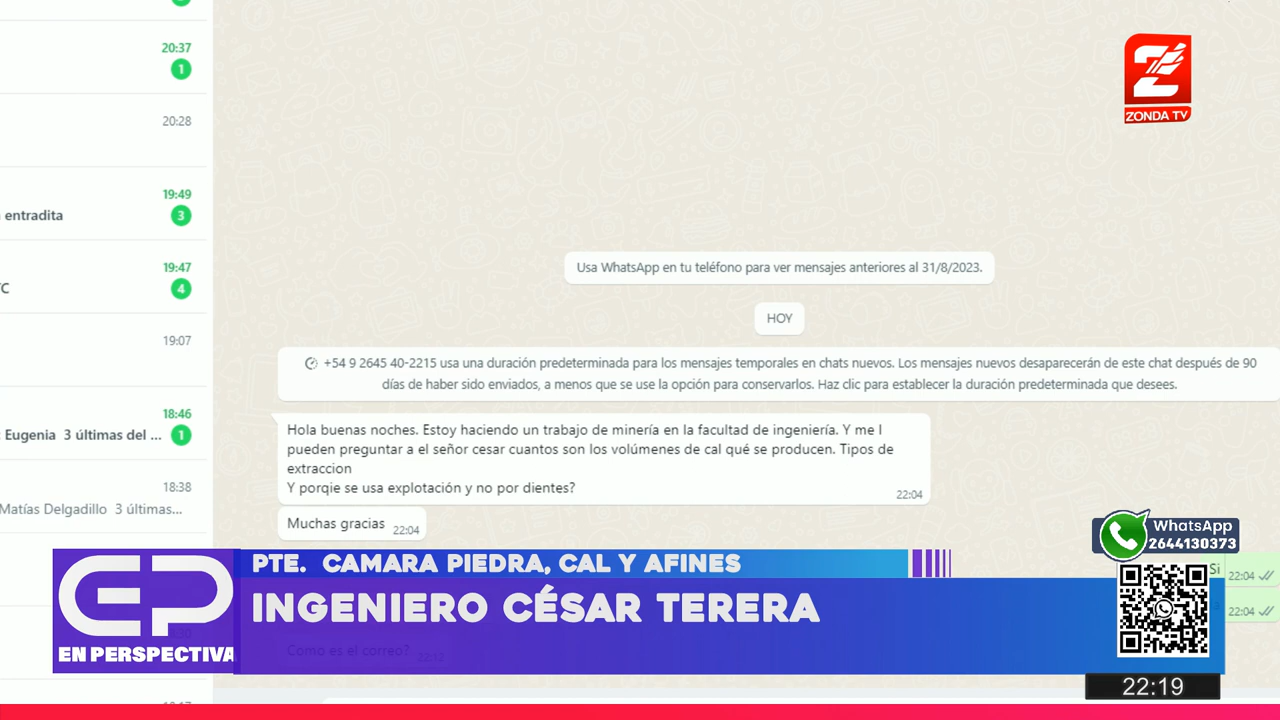 20:37
1
20:28
19:49
entradita
3
19:47
4
19:07
18:46
Eugenia 3 últimas del ...
1
18:38
Matías Delgadillo 3 últimas...
ZONDA TV
Usa WhatsApp en tu teléfono para ver mensajes anteriores al 31/8/2023.
HOY
+54 9 2645 40-2215 usa una duración predeterminada para los mensajes temporales en chats nuevos. Los mensajes nuevos desaparecerán de este chat después de 90
días de haber sido enviados, a menos que se use la opción para conservarlos. Haz clic para establecer la duración predeterminada que desees.
Hola buenas noches. Estoy haciendo un trabajo de minería en la facultad de ingeniería. Y me l
pueden preguntar a el señor cesar cuantos son los volúmenes de cal qué se producen. Tipos de
extraccion
Y porqie se usa explotación y no por dientes?
22:04
Muchas gracias 22:04
WhatsApp
2644130373
Si 22:04
22:04
PTE. CAMARA PIEDRA, CAL Y AFINES
INGENIERO CÉSAR TERERA
EP
EN PERSPECTIVA
Como es el correo? 22:12
22:19